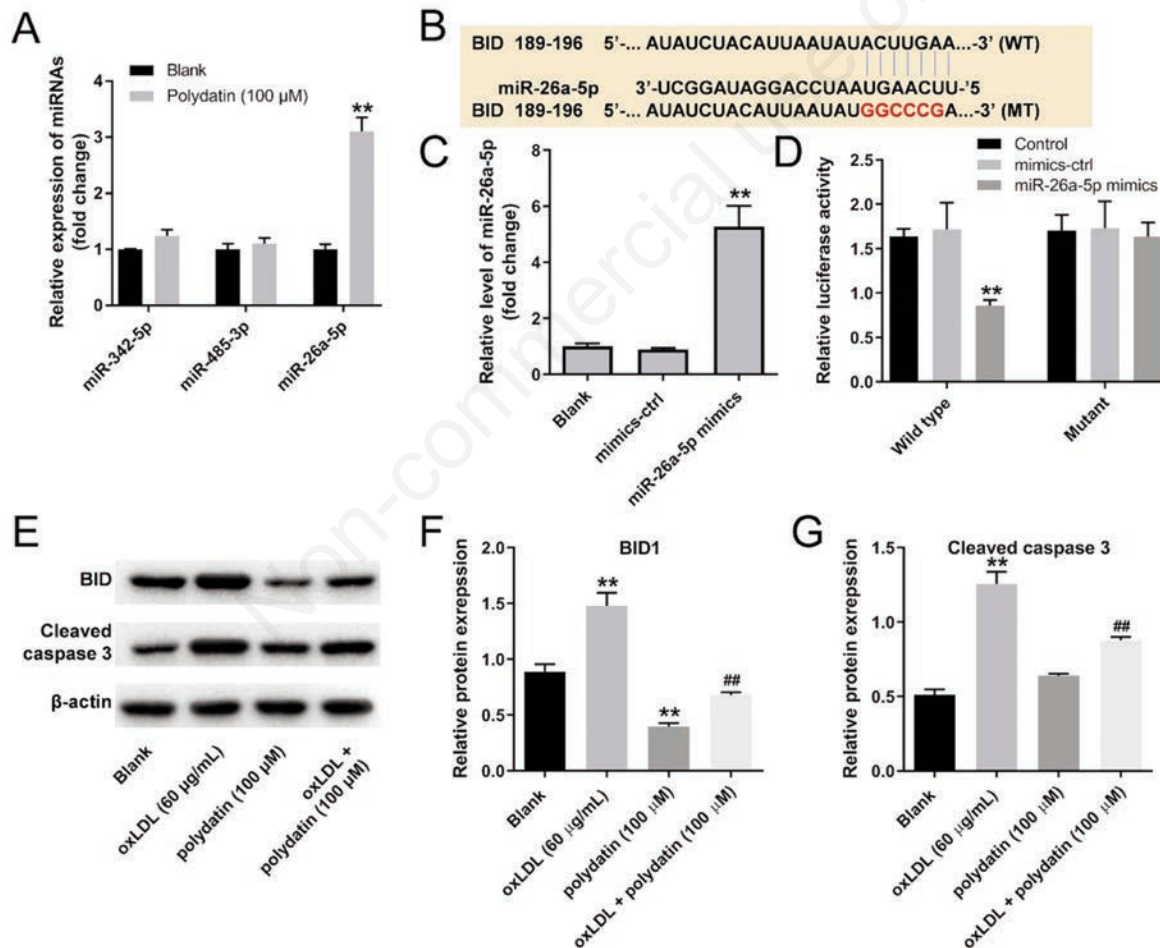 A
Relative expression of miRNAs
(fold change)
4
3
2
1
0
Blank
Polydatin (100 μM)
**
miR-342-5p
miR-485-3p
miR-26a-5p
B
BID 189-196 5’-... AUAUCUACAUUAAUAUACUUGAA...-3’ (WT)
miR-26a-5p 3’-UCGGAUAGGACCUAAUGAACUU-’5
BID 189-196 5’-... AUAUCUACAUUAAUAUGGCCCGA...-3’ (MT)
C
Relative level of miR-26a-5p
(fold change)
8
6
4
2
0
**
Blank
mimics-ctrl
miR-26a-5p mimics
D
Control
mimics-ctrl
miR-26a-5p mimics
Relative luciferase activity
2.5
2.0
1.5
1.0
0.5
0.0
**
Wild type
Mutant
E
BID
Cleaved
caspase 3
β-actin
Blank
oxLDL (60 μg/mL)
polydatin (100 μM)
oxLDL +
polydatin (100 μM)
F
BID1
Relative protein exrepssion
2.0
1.5
1.0
0.5
0.0
**
**
##
Blank
oxLDL (60 μg/mL)
polydatin (100 μM)
oxLDL + polydatin (100 μM)
G
Cleaved caspase 3
Relative protein exrepssion
1.5
1.0
0.5
0.0
**
##
Blank
oxLDL (60 μg/mL)
polydatin (100 μM)
oxLDL + polydatin (100 μM)
Non-commercial